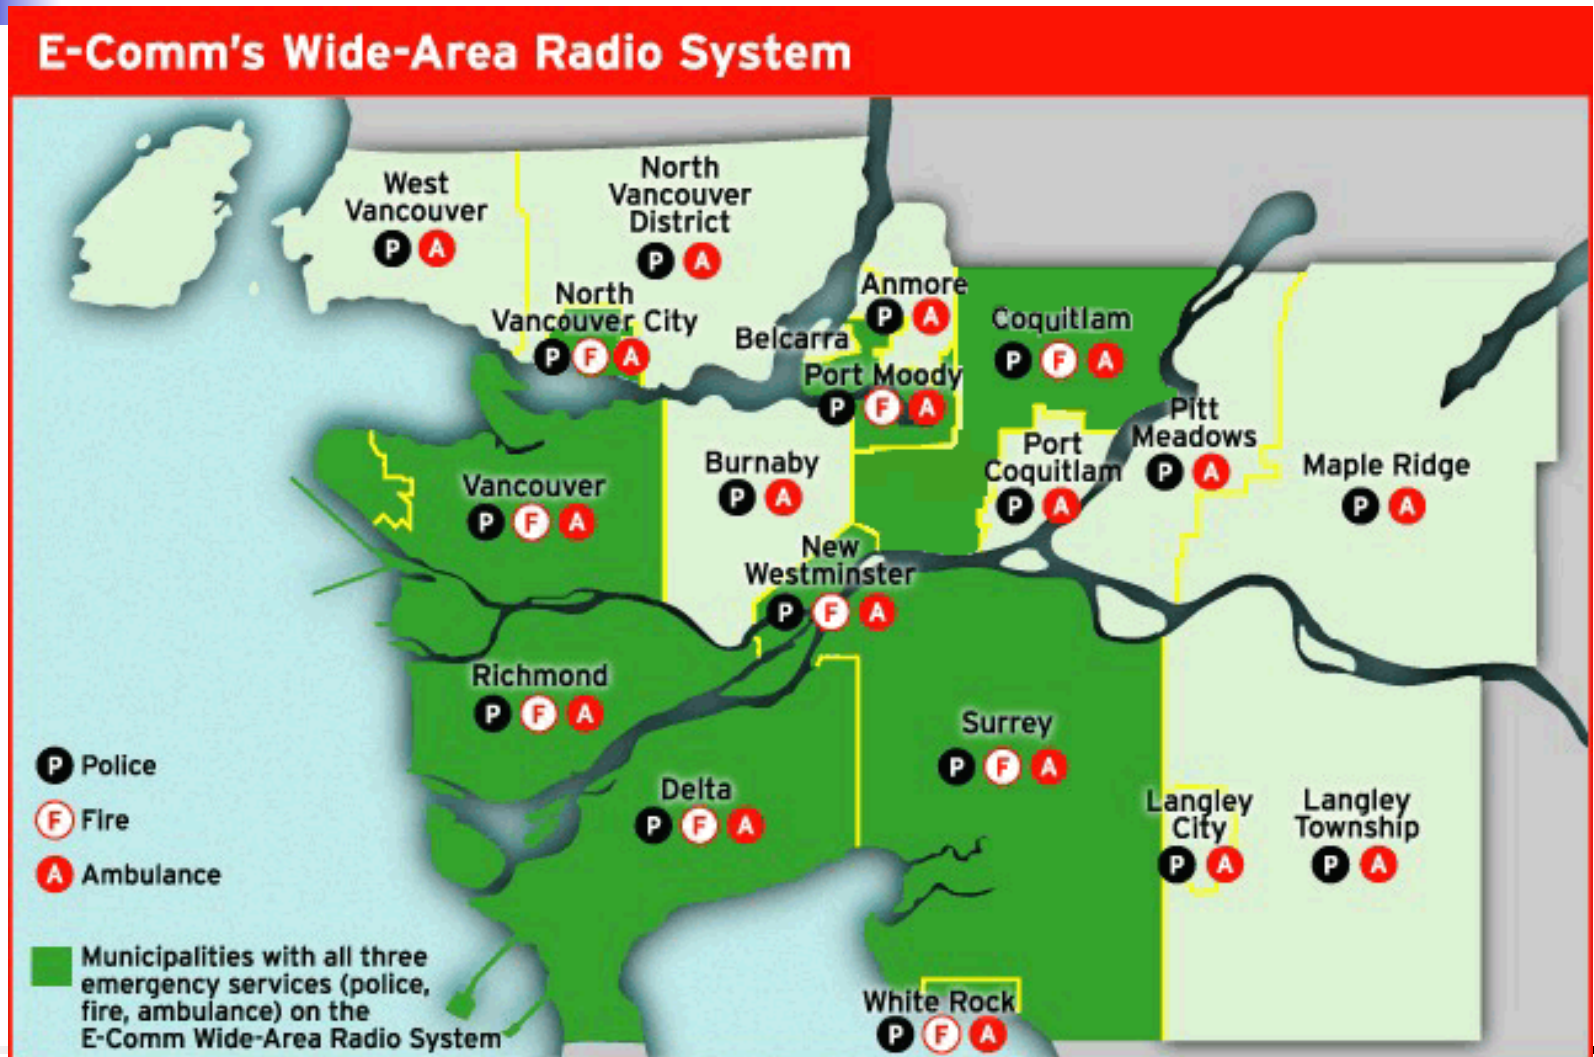 E-Comm's Wide-Area Radio System
West
Vancouver
P A
North
Vancouver
District
P A
North
Vancouver City
P F A
Anmore
P A
Belcarra
Port Moody
P F A
Coquitlam
P F A
Port
Coquitlam
P A
Pitt
Meadows
P A
Maple Ridge
P A
Vancouver
P F A
Burnaby
P A
New
Westminster
P F A
Richmond
P F A
Delta
P F A
Surrey
P F A
Langley
City
P A
Langley
Township
P A
White Rock
P F A
P Police
F Fire
A Ambulance
Municipalities with all three
emergency services (police,
fire, ambulance) on the
E-Comm Wide-Area Radio System